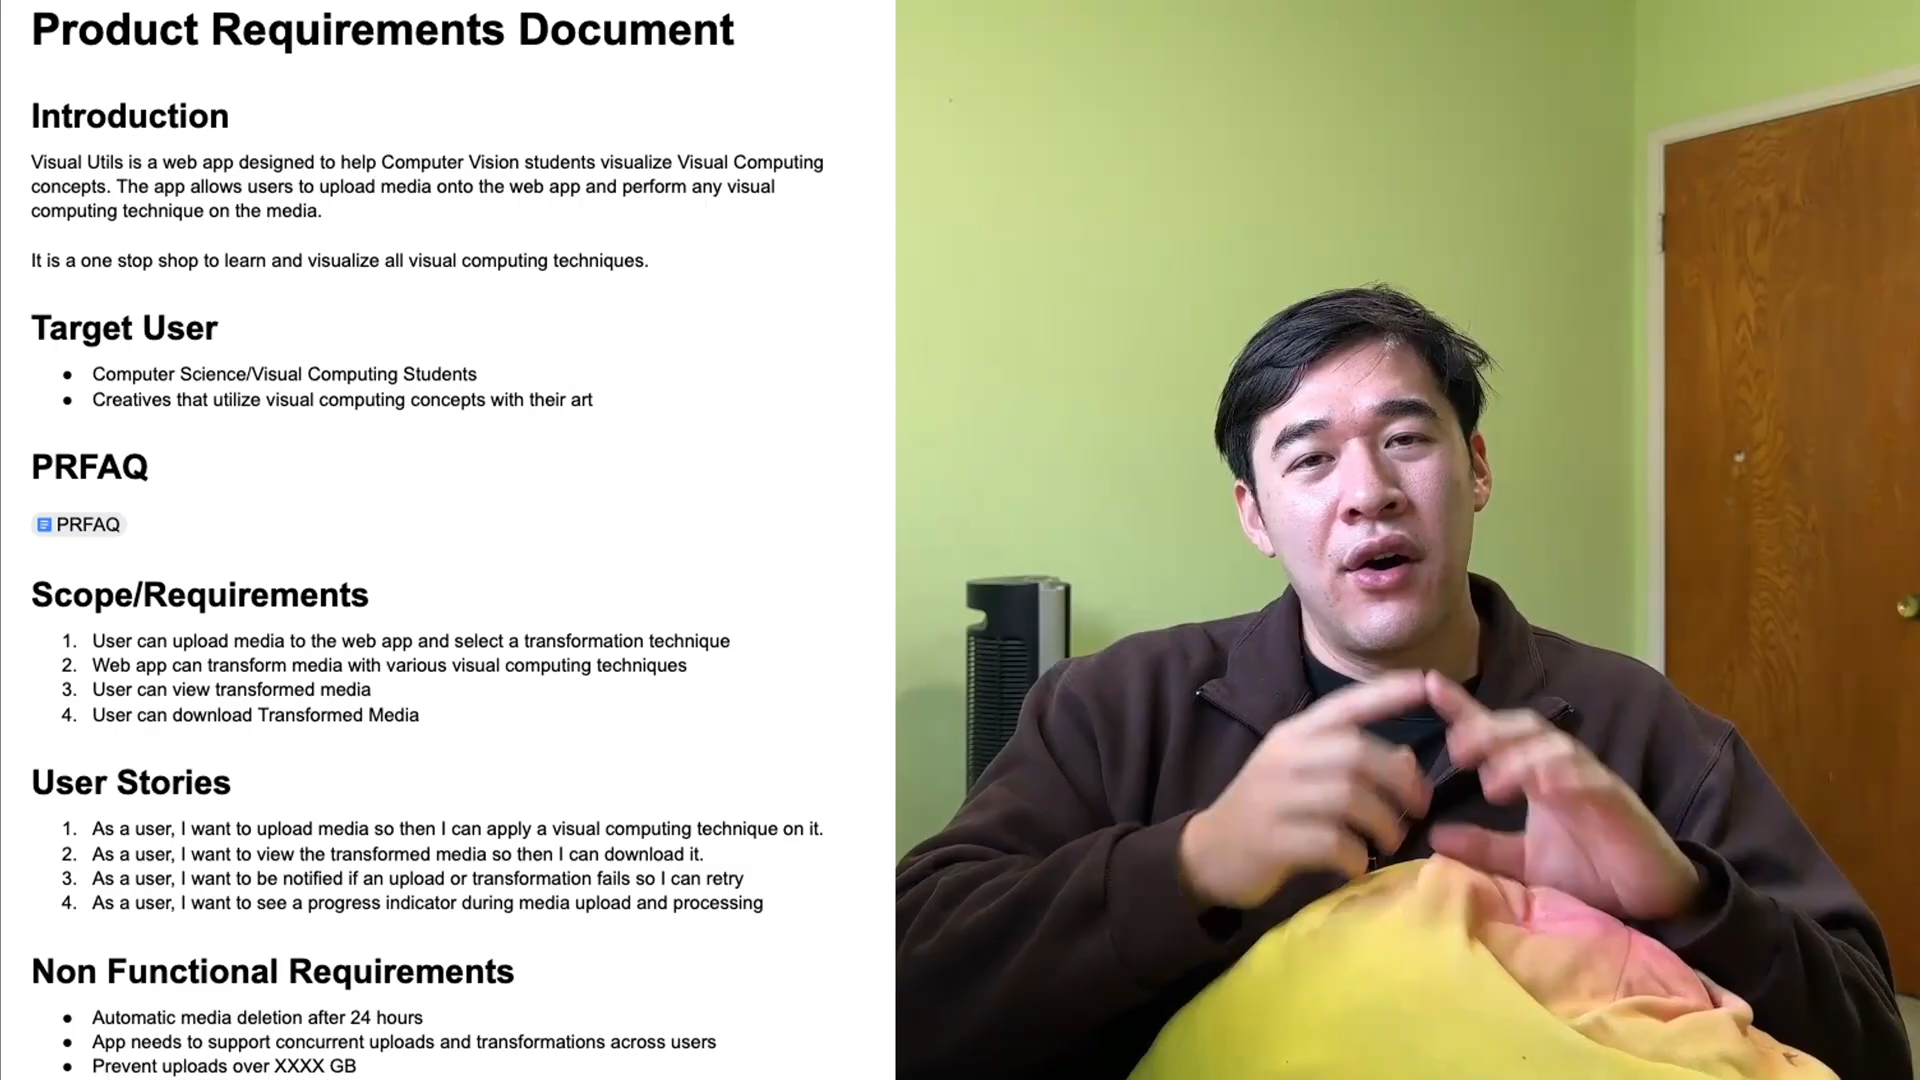 Product Requirements Document
Introduction
Visual Utils is a web app designed to help Computer Vision students visualize Visual Computing
concepts. The app allows users to upload media onto the web app and perform any visual
computing technique on the media.
It is a one stop shop to learn and visualize all visual computing techniques.
Target User
● Computer Science/Visual Computing Students
● Creatives that utilize visual computing concepts with their art
PRFAQ
PRFAQ
Scope/Requirements
1. User can upload media to the web app and select a transformation technique
2. Web app can transform media with various visual computing techniques
3. User can view transformed media
4. User can download Transformed Media
User Stories
1. As a user, I want to upload media so then I can apply a visual computing technique on it.
2. As a user, I want to view the transformed media so then I can download it.
3. As a user, I want to be notified if an upload or transformation fails so I can retry
4. As a user, I want to see a progress indicator during media upload and processing
Non Functional Requirements
● Automatic media deletion after 24 hours
● App needs to support concurrent uploads and transformations across users
● Prevent uploads over XXXX GB